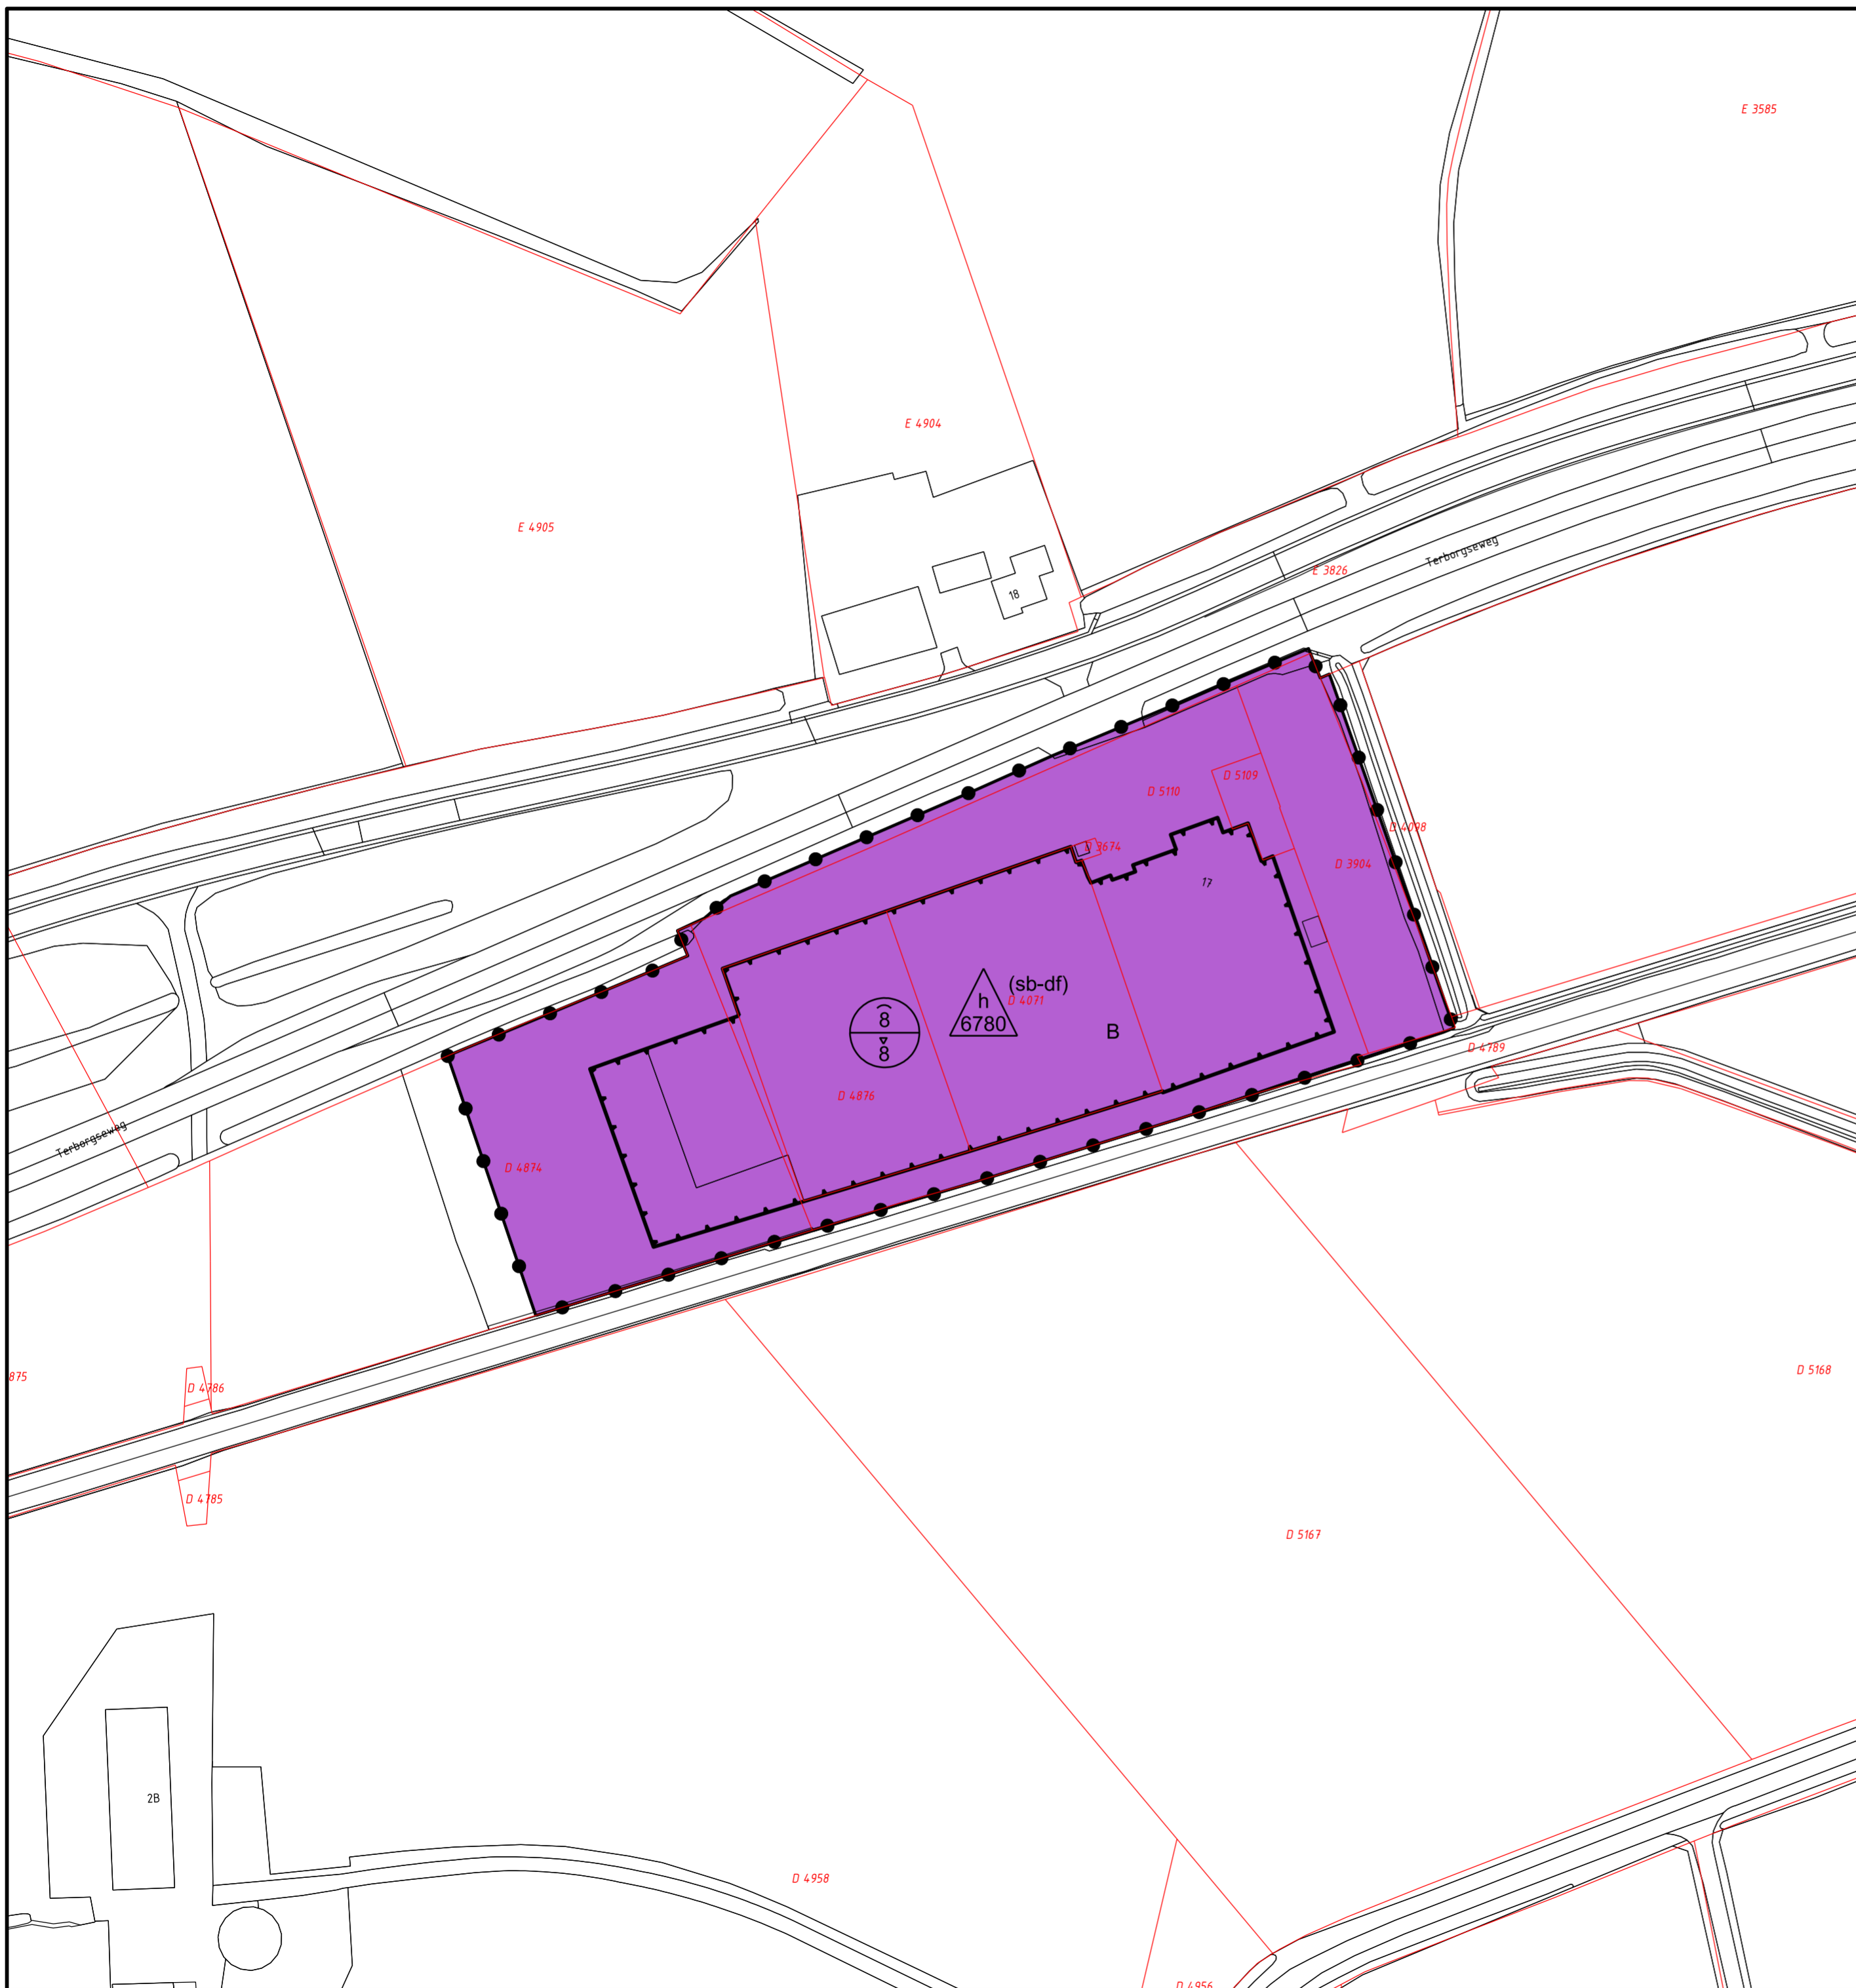 E 3585
E 4904
E 4905
Terborgseweg
E 3826
18
D 5109
D 5110
D 4098
D 3674
D 3904
17
(sb-df)
h
D 4071
8
6780
B
8
D 4789
D 4876
Terborgseweg
D 4874
D 5168
875
D 4786
D 4785
D 5167
2B
D 4958
D 4956